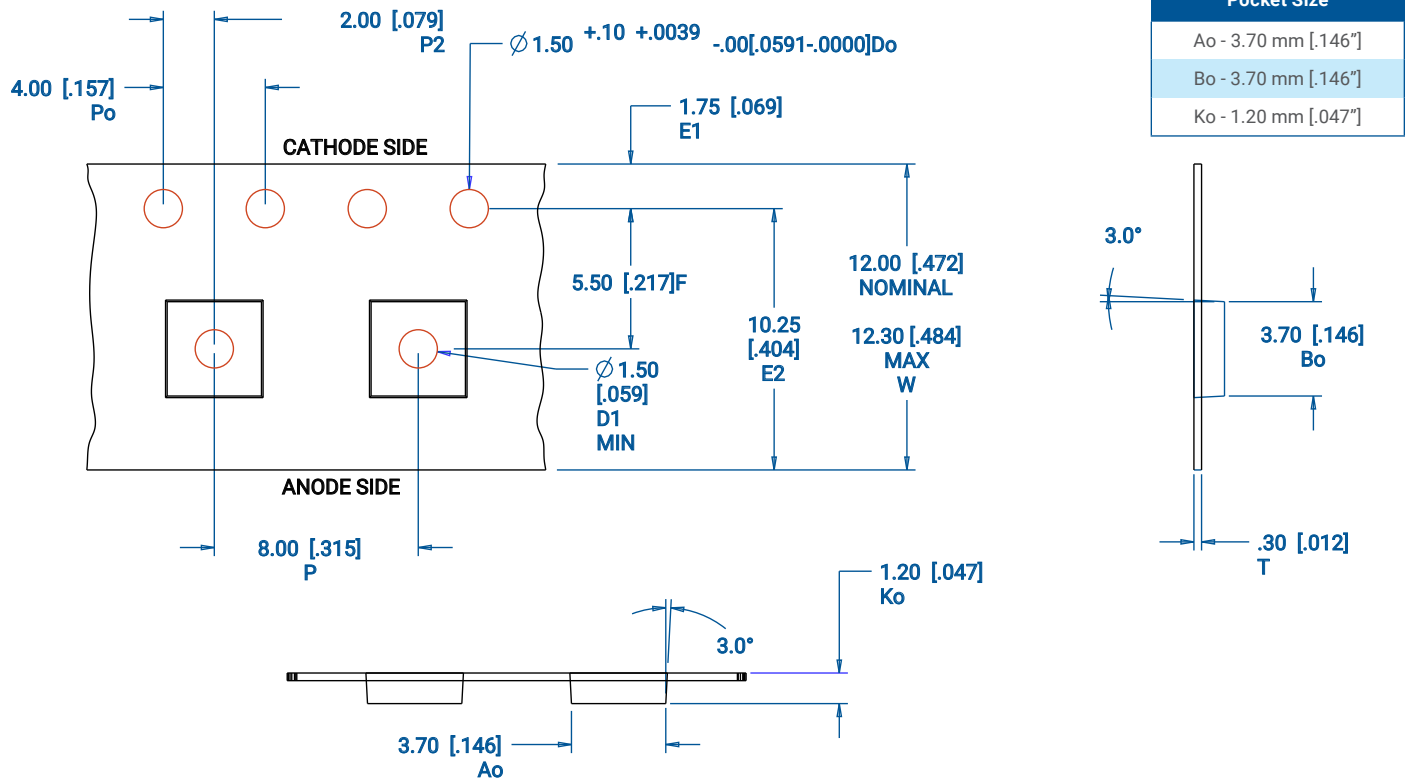 Pocket Size
Ao - 3.70 mm [.146”]
Bo - 3.70 mm [.146”]
Ko - 1.20 mm [.047”]
2.00 [.079]
P2
∅ 1.50 +.10 +.0039 -.00[.0591-.0000]Do
4.00 [.157]
Po
1.75 [.069]
E1
CATHODE SIDE
5.50 [.217]F
12.00 [.472]
NOMINAL
12.30 [.484]
MAX
W
10.25
[.404]
E2
∅ 1.50
[.059]
D1
MIN
ANODE SIDE
8.00 [.315]
P
3.0°
3.70 [.146]
Bo
.30 [.012]
T
1.20 [.047]
Ko
3.0°
3.70 [.146]
Ao